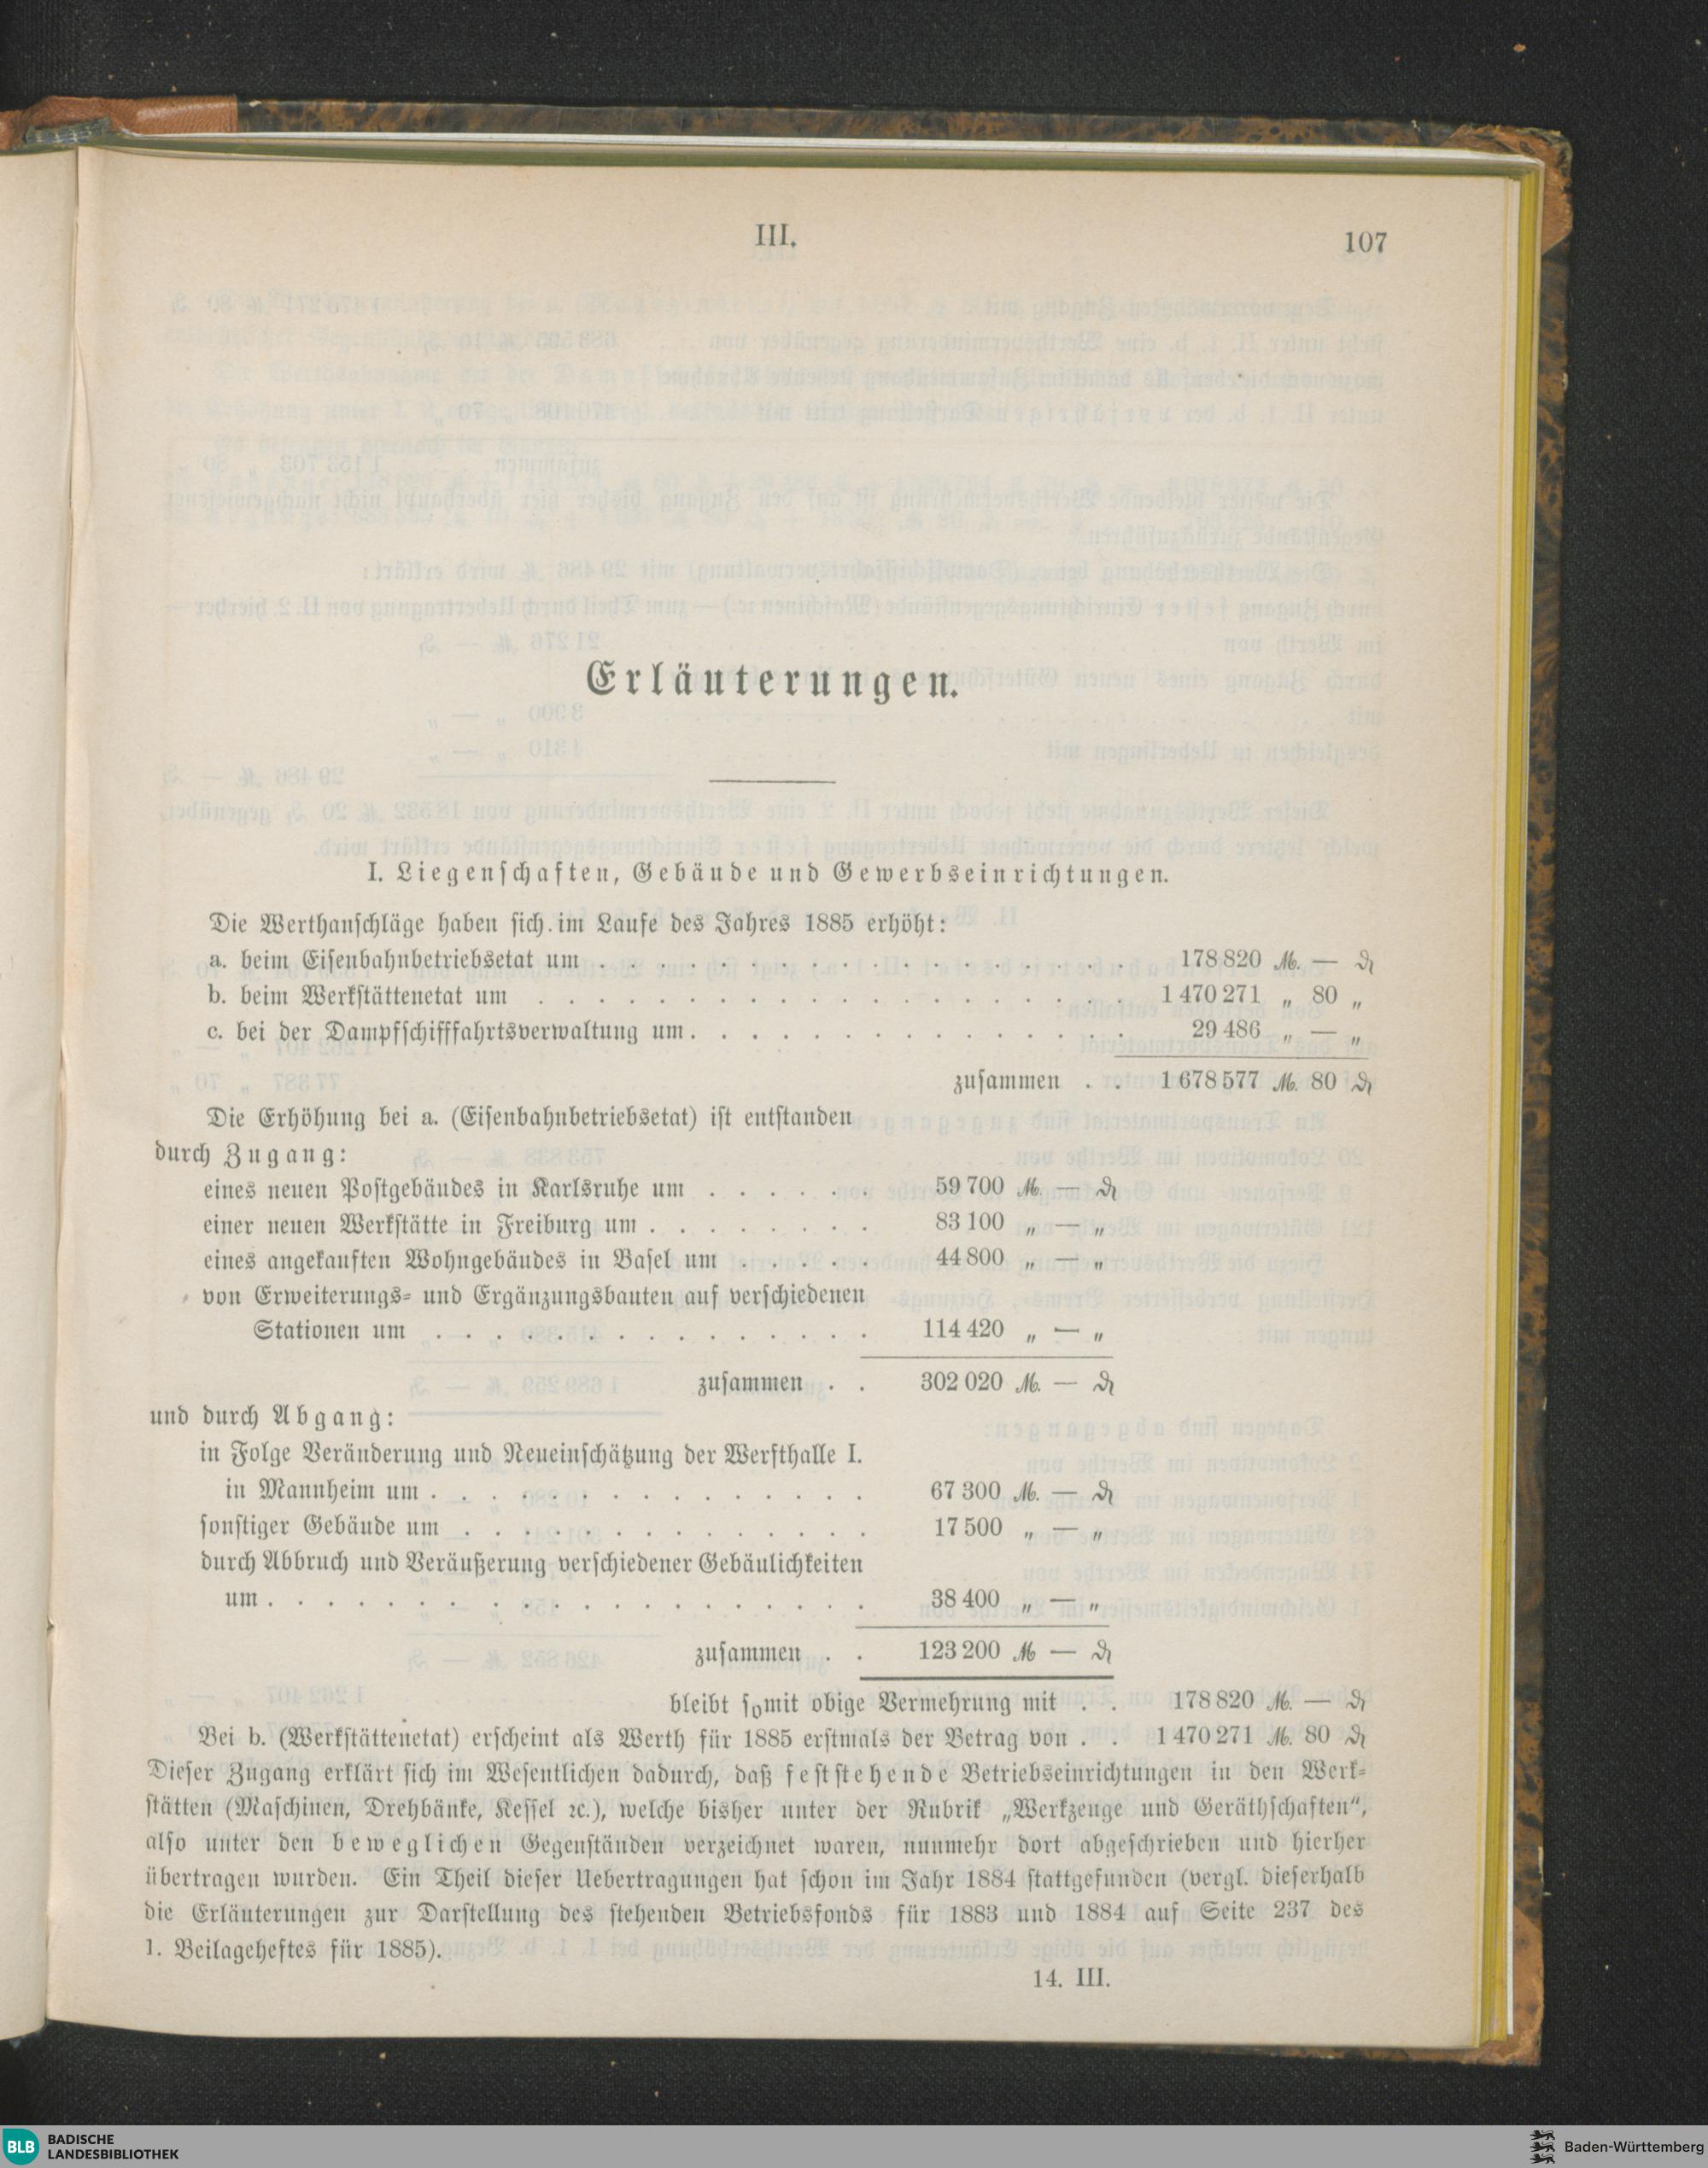 III.
107
Erläuterungen.
I. Liegenschaften, Gebäude und Gewerbseinrichtungen.
Die Werthanschläge haben sich im Laufe des Jahres 1885 erhöht:
a. beim Eisenbahnbetriebsetat um . . . . . . . . . . . . . . . . . . 178 820 ℳ. — ₰
b. beim Werkstättenetat um . . . . . . . . . . . . . . . . . . . . 1 470 271 „ 80 „
c. bei der Dampfschifffahrtsverwaltung um . . . . . . . . . . . . . . . 29 486 „ — „
zusammen . . 1 678 577 ℳ. 80 ₰
Die Erhöhung bei a. (Eisenbahnbetriebsetat) ist entstanden
durch Zugang:
eines neuen Postgebäudes in Karlsruhe um . . . . . . 59 700 ℳ. — ₰
einer neuen Werkstätte in Freiburg um . . . . . . . . 83 100 „ — „
eines angekauften Wohngebäudes in Basel um . . . . . 44 800 „ — „
von Erweiterungs- und Ergänzungsbauten auf verschiedenen
Stationen um . . . . . . . . . . . . . . . 114 420 „ — „
zusammen . . 302 020 ℳ. — ₰
und durch Abgang:
in Folge Veränderung und Neueinschätzung der Werfthalle I.
in Mannheim um . . . . . . . . . . . . . . . 67 300 ℳ. — ₰
sonstiger Gebäude um . . . . . . . . . . . . . . 17 500 „ — „
durch Abbruch und Veräußerung verschiedener Gebäulichkeiten
um . . . . . . . . . . . . . . . . . . . . . 38 400 „ — „
zusammen . . 123 200 ℳ — ₰
bleibt somit obige Vermehrung mit . . 178 820 ℳ. — ₰
Bei b. (Werkstättenetat) erscheint als Werth für 1885 erstmals der Betrag von . . 1 470 271 ℳ. 80 ₰
Dieser Zugang erklärt sich im Wesentlichen dadurch, daß feststehende Betriebseinrichtungen in den Werk-
stätten (Maschinen, Drehbänke, Kessel ꝛc.), welche bisher unter der Rubrik „Werkzeuge und Geräthschaften“,
also unter den beweglichen Gegenständen verzeichnet waren, nunmehr dort abgeschrieben und hierher
übertragen wurden. Ein Theil dieser Uebertragungen hat schon im Jahr 1884 stattgefunden (vergl. dieserhalb
die Erläuterungen zur Darstellung des stehenden Betriebsfonds für 1883 und 1884 auf Seite 237 des
1. Beilageheftes für 1885).
14. III.
BLB BADISCHE
LANDESBIBLIOTHEK
Baden-Württemberg